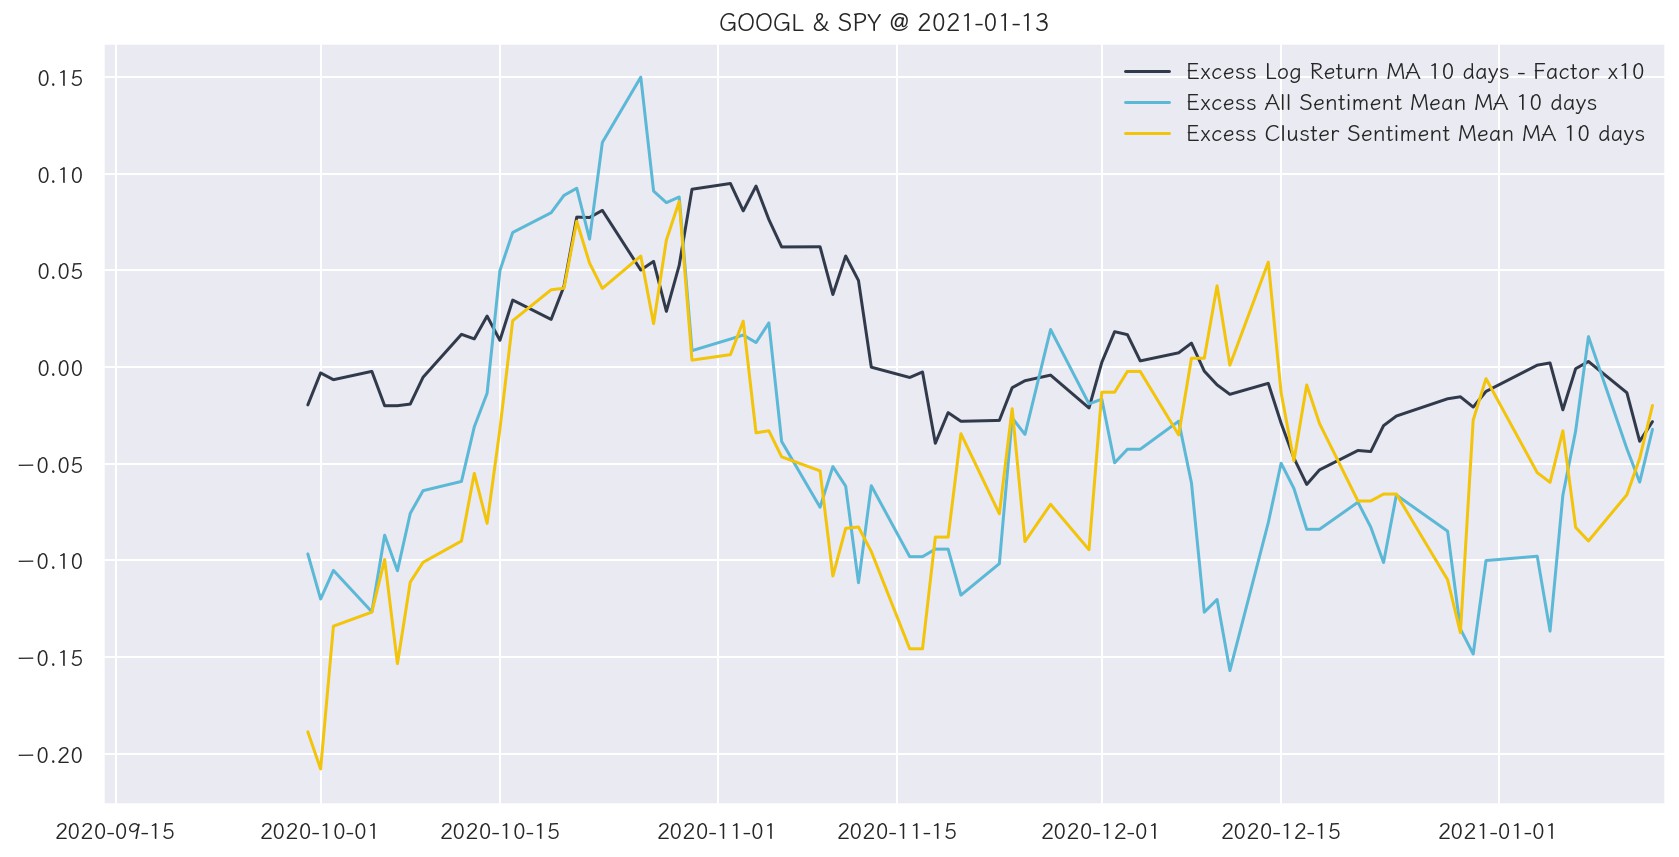 GOOGL & SPY @ 2021-01-13
Excess Log Return MA 10 days - Factor x10
Excess All Sentiment Mean MA 10 days
Excess Cluster Sentiment Mean MA 10 days
0.15
0.10
0.05
0.00
−0.05
−0.10
−0.15
−0.20
2020-09-15 2020-10-01 2020-10-15 2020-11-01 2020-11-15 2020-12-01 2020-12-15 2021-01-01